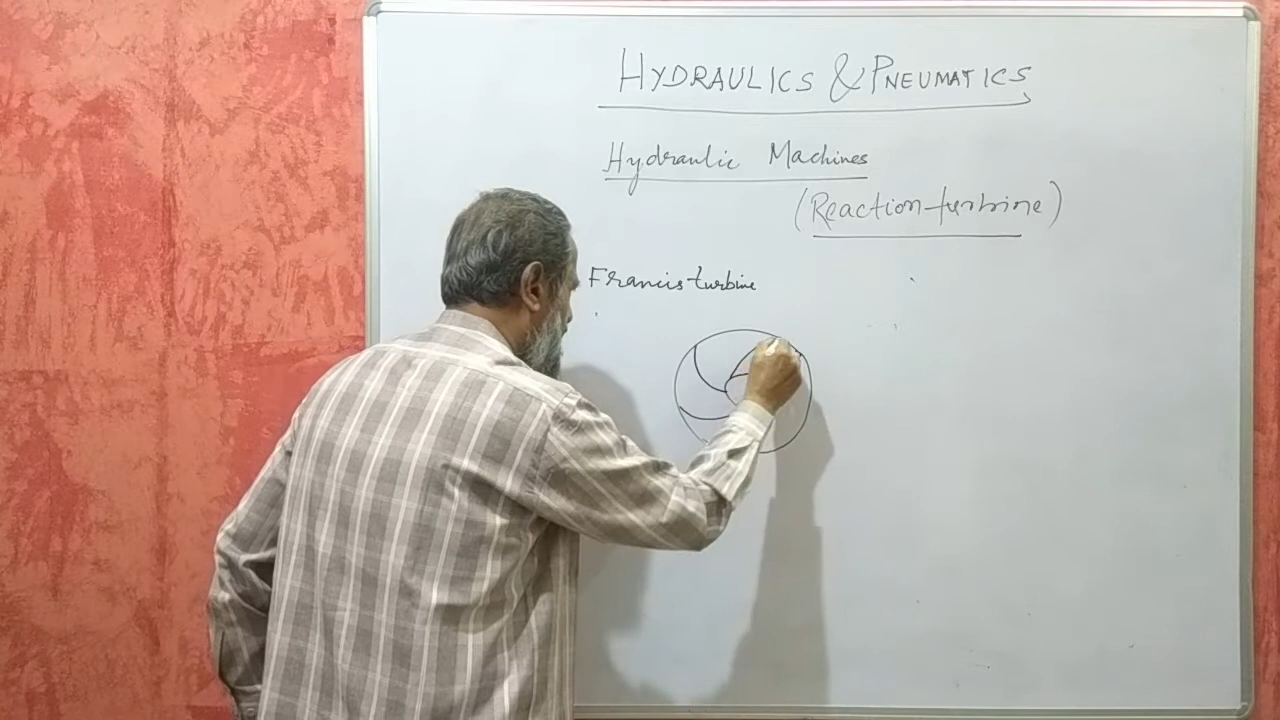 HYDRAULICS & PNEUMATICS
Hydraulic Machines
(Reaction turbine)
Francis turbine